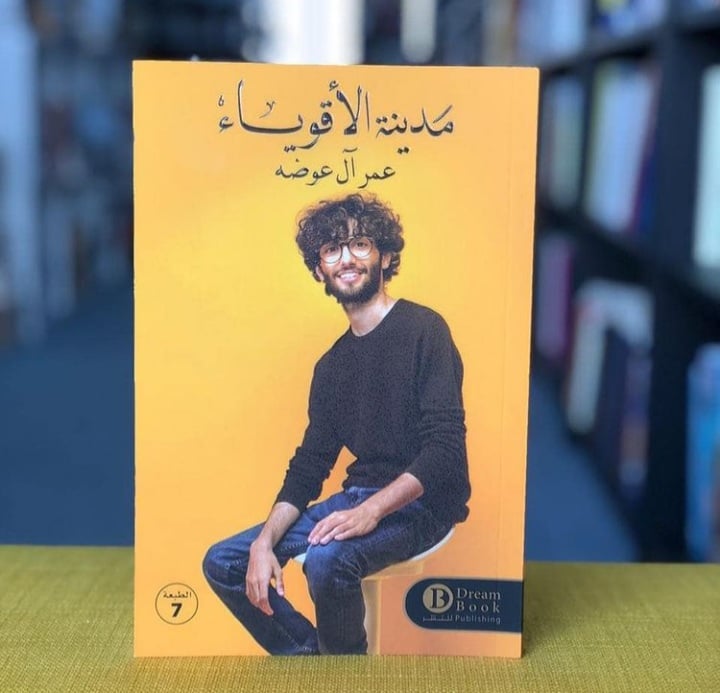 مدينة الأقوياء
عمر آل عوضه
الطبعة
7
B
Dream
Book
Publishing للنشر